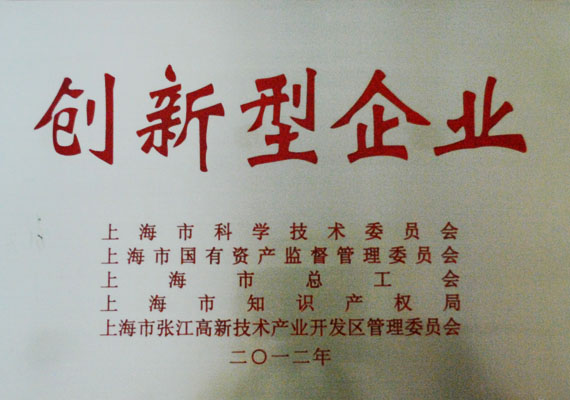 创新型企业
上海市科学技术委员会
上海市国有资产监督管理委员会
上海市总工会
上海市知识产权局
上海市张江高新技术产业开发区管理委员会
二〇一二年